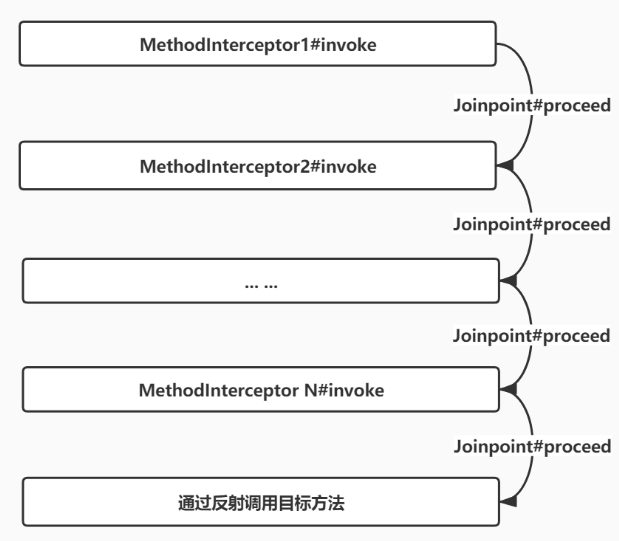 MethodInterceptor1#invoke
Joinpoint#proceed
MethodInterceptor2#invoke
Joinpoint#proceed
... ...
Joinpoint#proceed
MethodInterceptor N#invoke
Joinpoint#proceed
通过反射调用目标方法